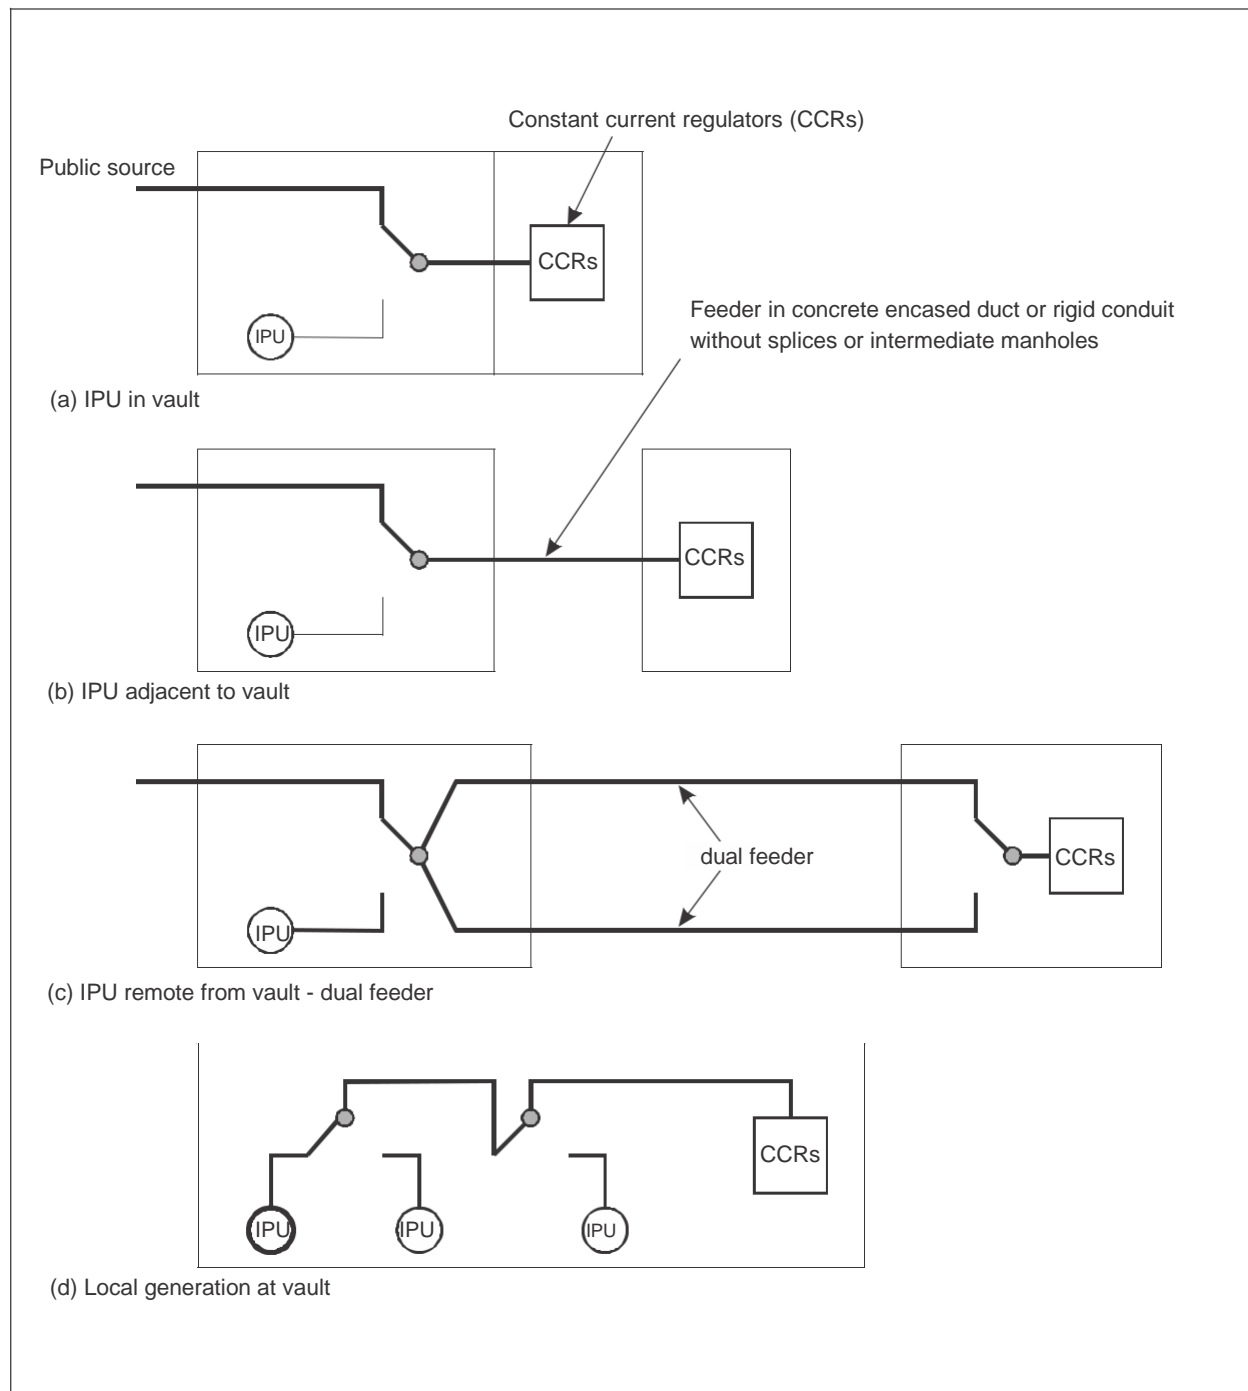 Constant current regulators (CCRs)
Public source
CCRs
IPU
Feeder in concrete encased duct or rigid conduit
without splices or intermediate manholes
(a) IPU in vault
CCRs
IPU
(b) IPU adjacent to vault
dual feeder
CCRs
IPU
(c) IPU remote from vault - dual feeder
CCRs
IPU
IPU
IPU
(d) Local generation at vault